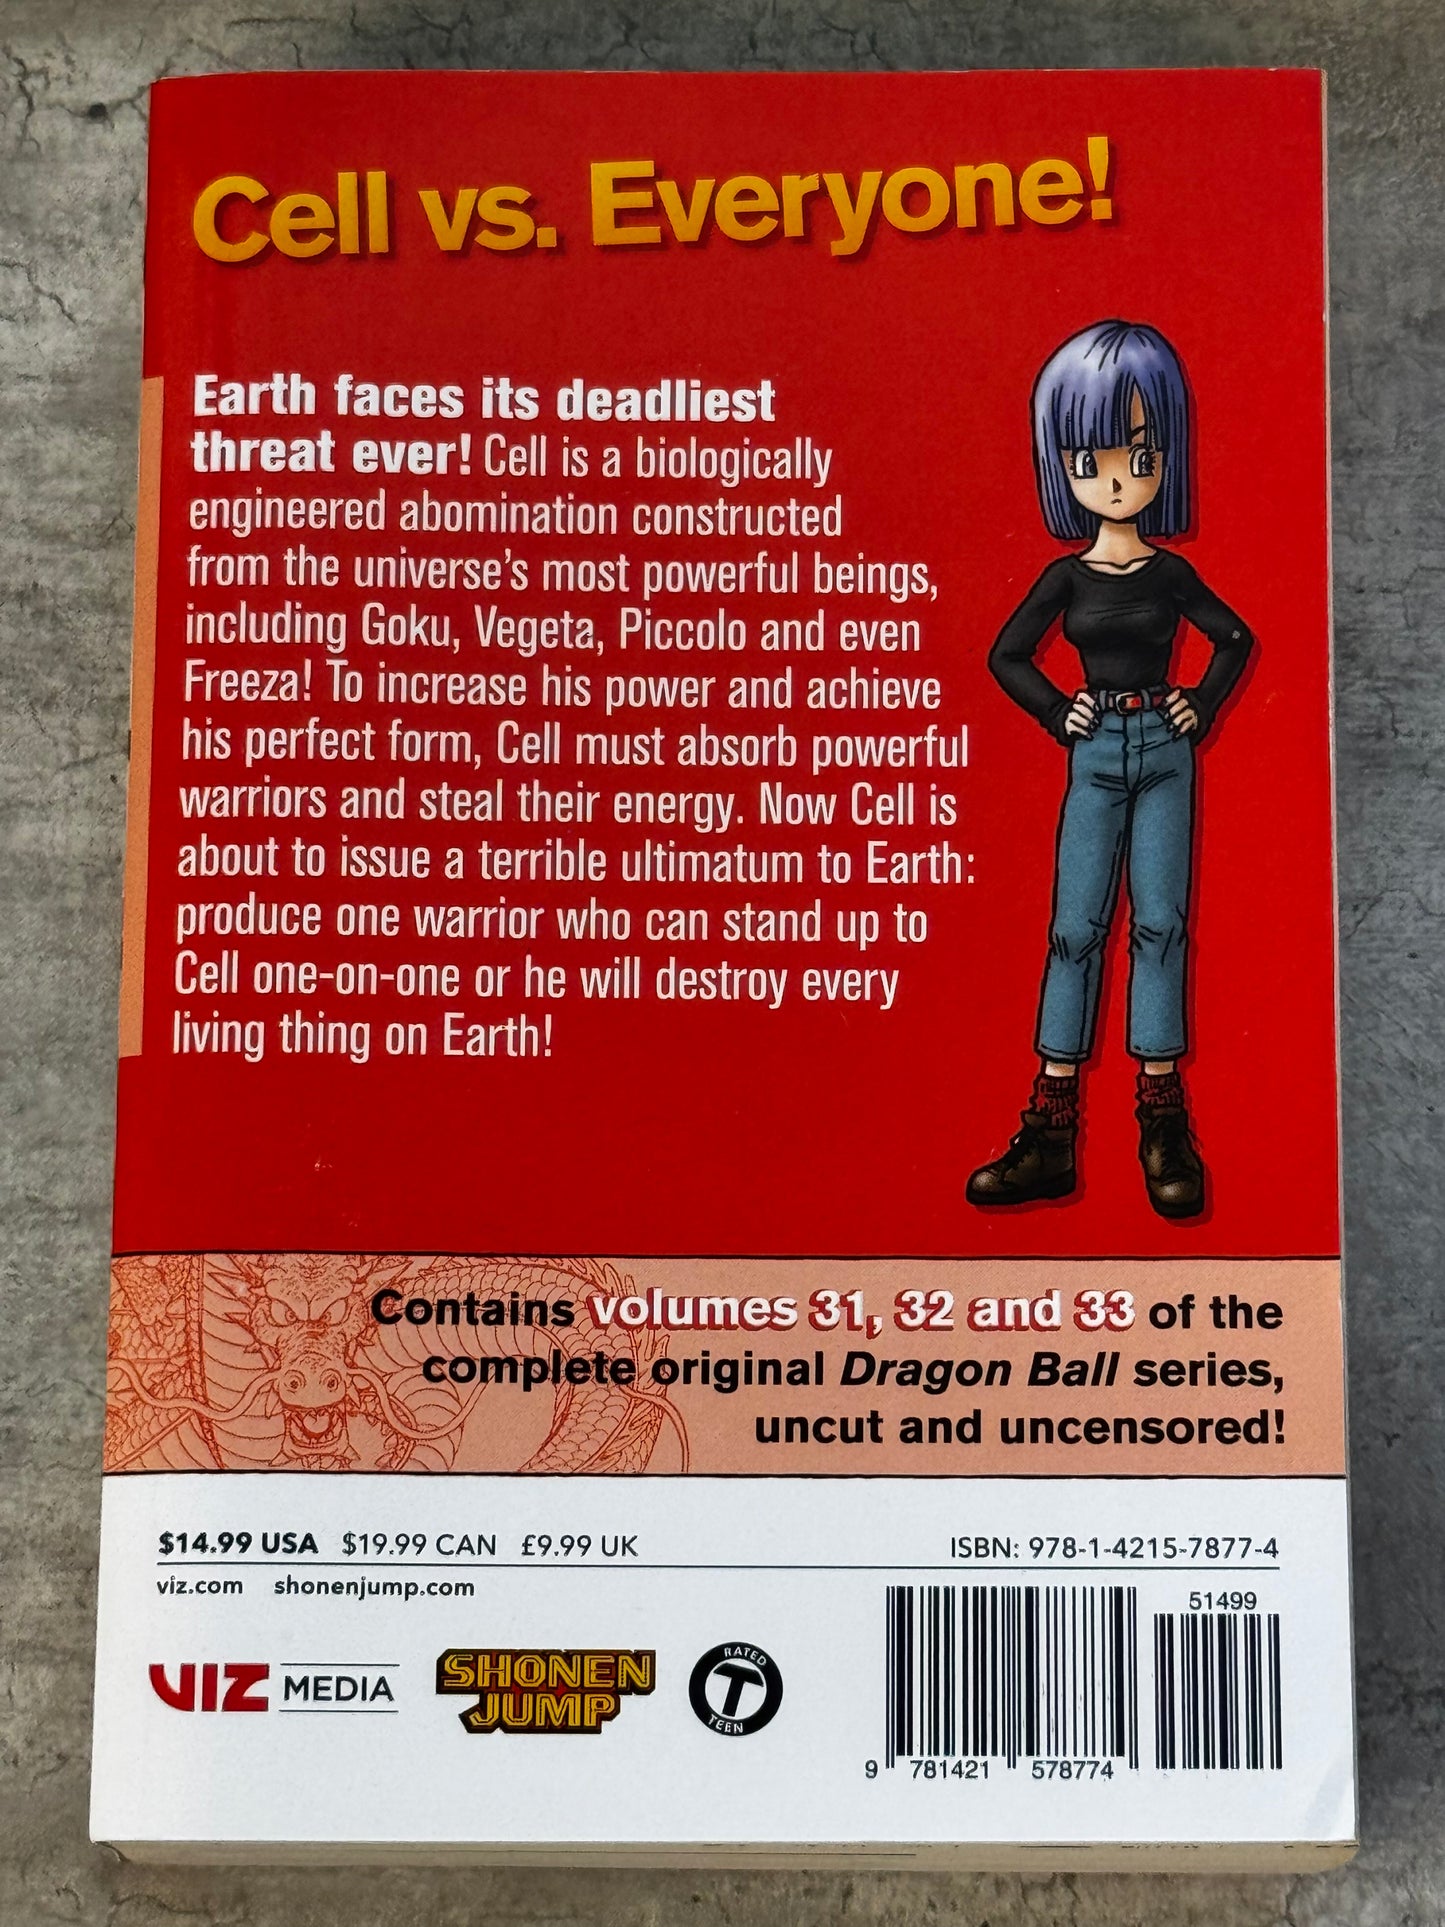 Cell vs. Everyone!
Earth faces its deadliest
threat ever! Cell is a biologically
engineered abomination constructed
from the universe's most powerful beings,
including Goku, Vegeta, Piccolo and even
Freeza! To increase his power and achieve
his perfect form, Cell must absorb powerful
warriors and steal their energy. Now Cell is
about to issue a terrible ultimatum to Earth:
produce one warrior who can stand up to
Cell one-on-one or he will destroy every
living thing on Earth!
Contains volumes 31, 32 and 33 of the
complete original Dragon Ball series,
uncut and uncensored!
$14.99 USA $19.99 CAN £9.99 UK
ISBN: 978-1-4215-7877-4
viz.com shonenjump.com
51499
VIZ MEDIA
SHONEN
JUMP
RATED
T
TEEN
9 781421 578774